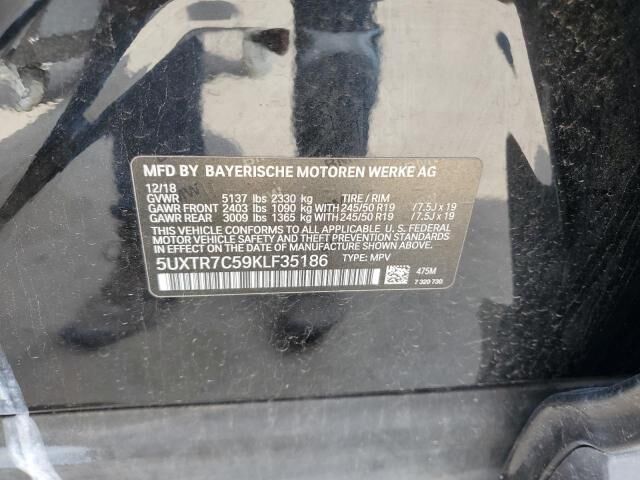 MFD BY BAYERISCHE MOTOREN WERKE AG
12/18
GVWR 5137 lbs 2330 kg TIRE / RIM
GAWR FRONT 2403 lbs 1090 kg WITH 245/50 R19 /7.5J x 19
GAWR REAR 3009 lbs 1365 kg WITH 245/50 R19 /7.5J x 19
THIS VEHICLE CONFORMS TO ALL APPLICABLE U. S. FEDERAL
MOTOR VEHICLE SAFETY, BUMPER, AND THEFT PREVENTION
STANDARDS IN EFFECT ON THE DATE OF MANUFACTURE SHOWN ABOVE.
5UXTR7C59KLF35186 TYPE: MPV
475M
7 320 730